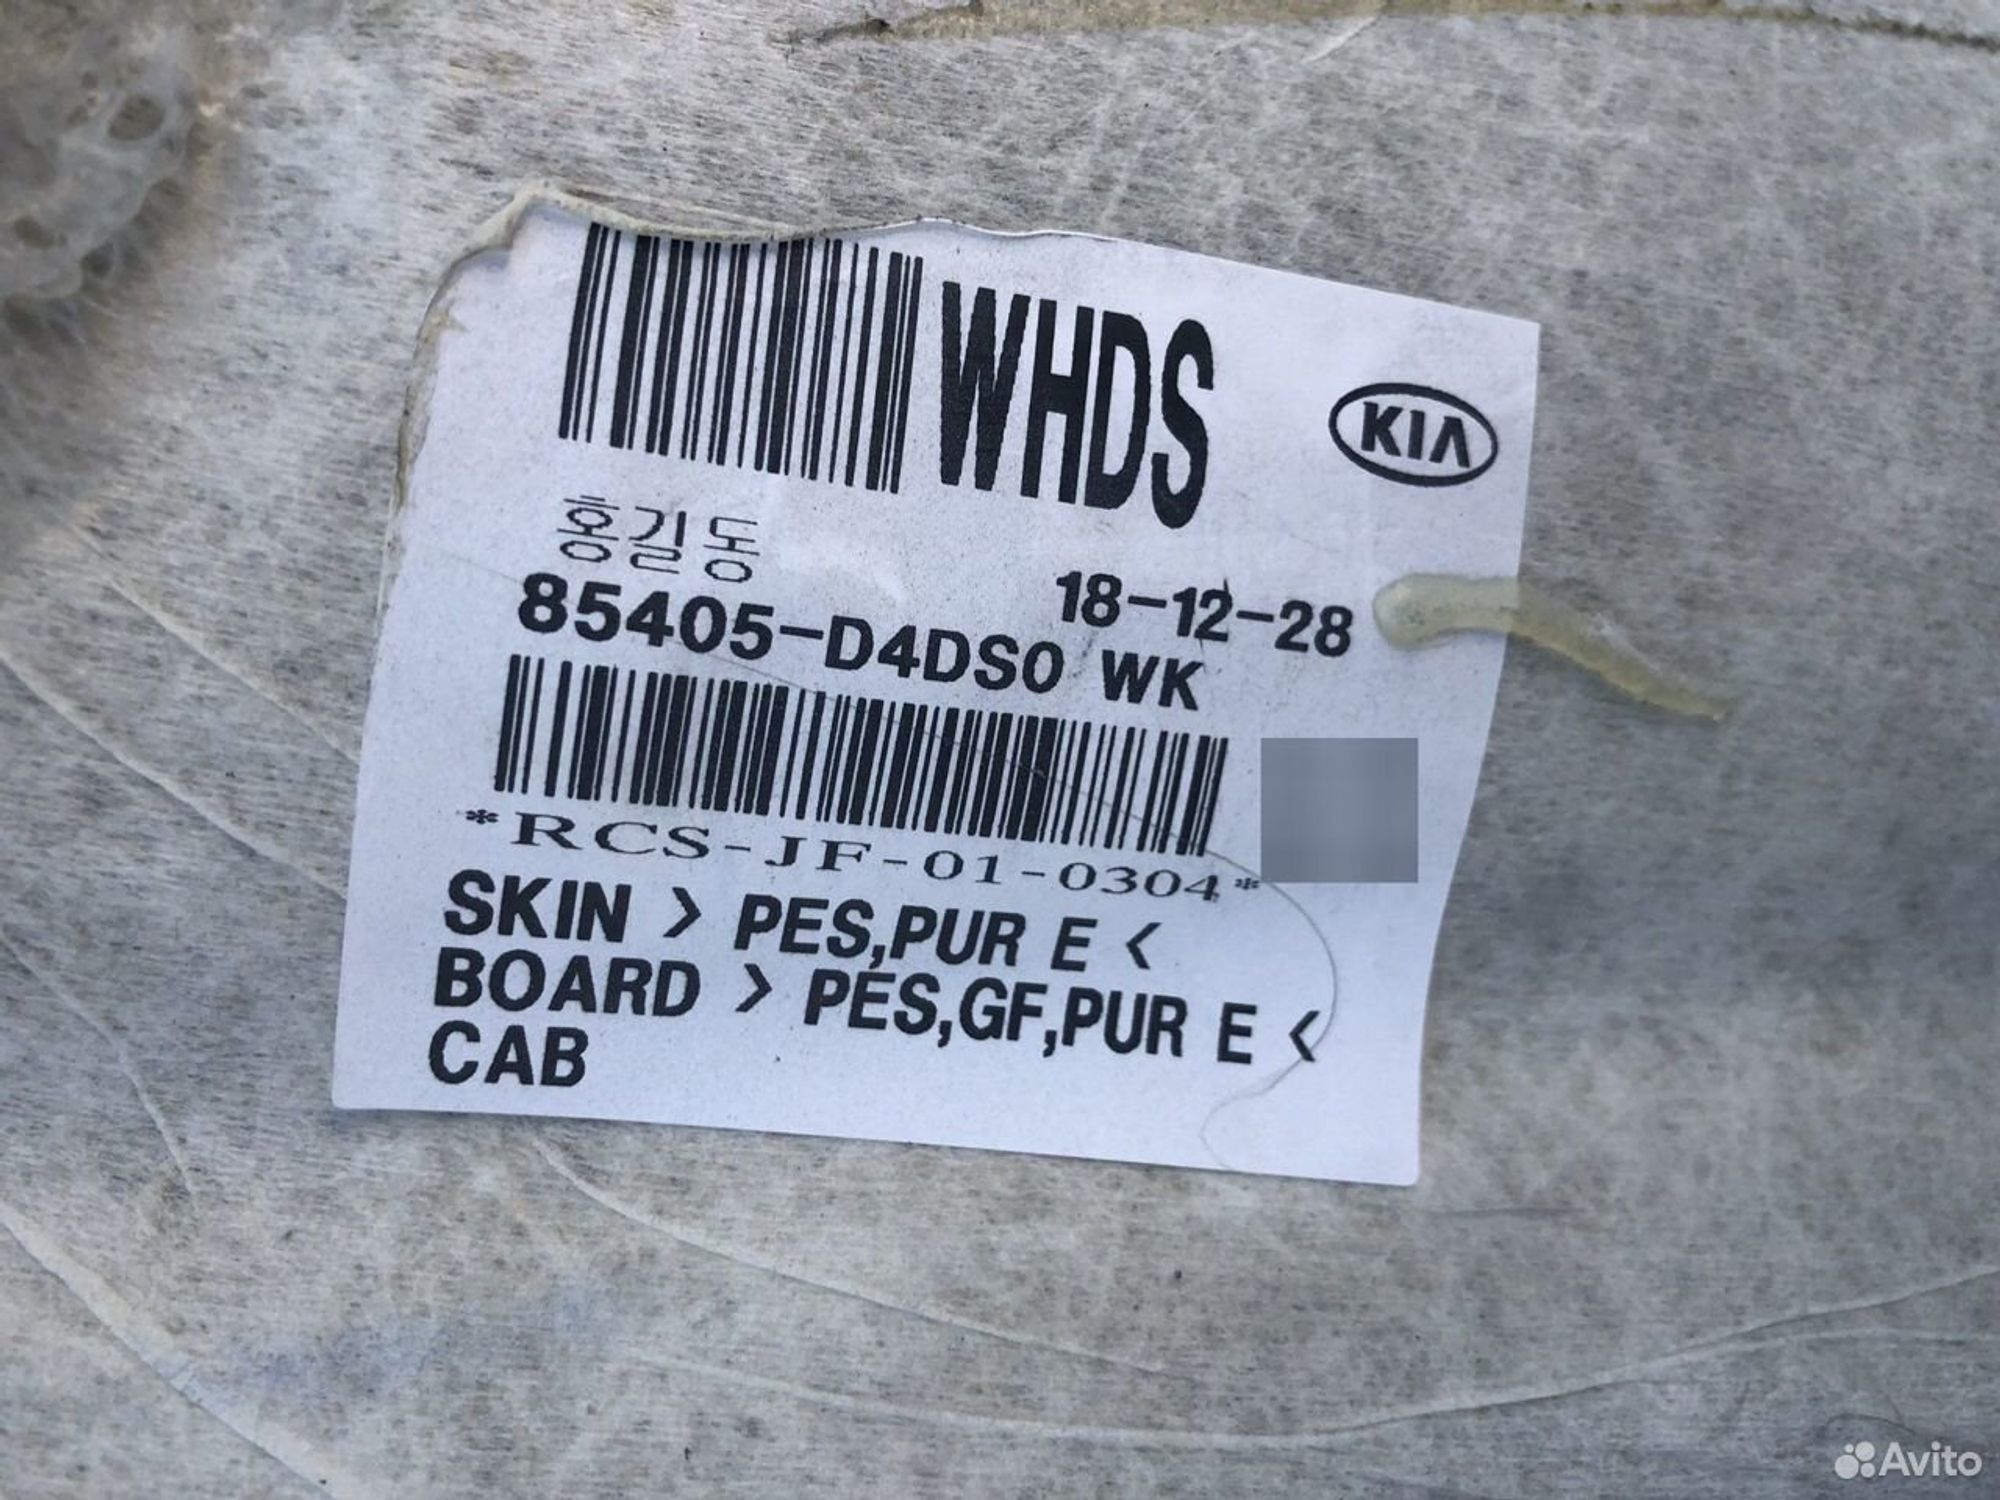 WHDS
KIA
홍길동
18-12-28
85405-D4DS0 WK
*RCS-JF-01-0304*
SKIN > PES,PUR E <
BOARD > PES,GF,PUR E <
CAB
Avito